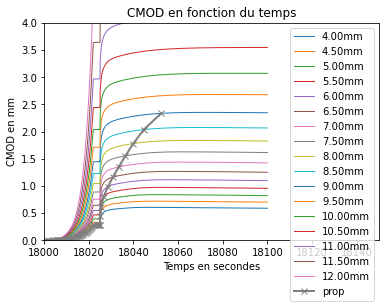 CMOD en fonction du temps
CMOD en mm
4.0
3.5
3.0
2.5
2.0
1.5
1.0
0.5
0.0
18000
18020
18040
18060
18080
18100
18120
18140
Temps en secondes
4.00mm
4.50mm
5.00mm
5.50mm
6.00mm
6.50mm
7.00mm
7.50mm
8.00mm
8.50mm
9.00mm
9.50mm
10.00mm
10.50mm
11.00mm
11.50mm
12.00mm
prop